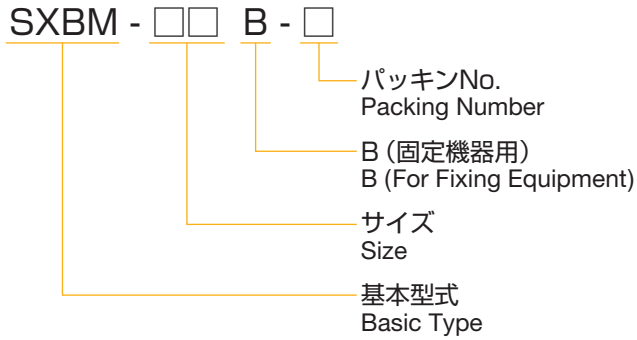 SXBM - □□ B - □
パッキンNo.
Packing Number
B（固定機器用）
B (For Fixing Equipment)
サイズ
Size
基本型式
Basic Type